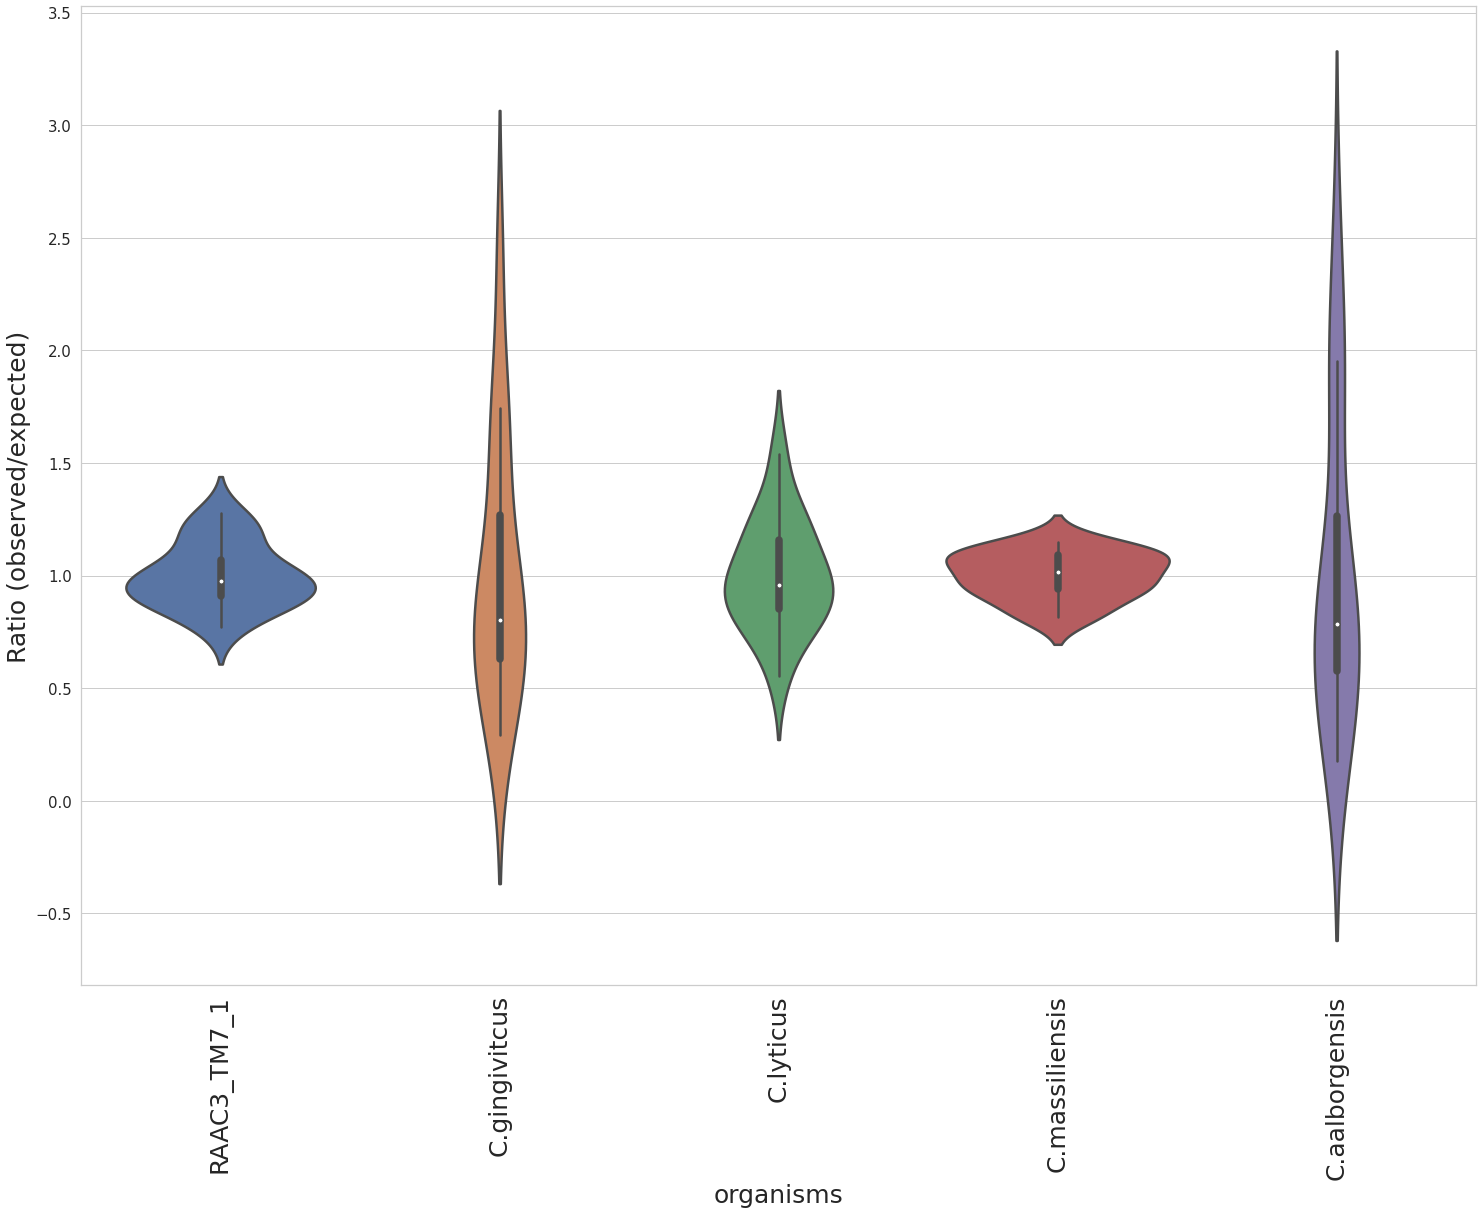 3.5
3.0
2.5
2.0
1.5
1.0
0.5
0.0
−0.5
Ratio (observed/expected)
RAAC3_TM7_1
C.gingivitcus
C.lyticus
C.massiliensis
C.aalborgensis
organisms